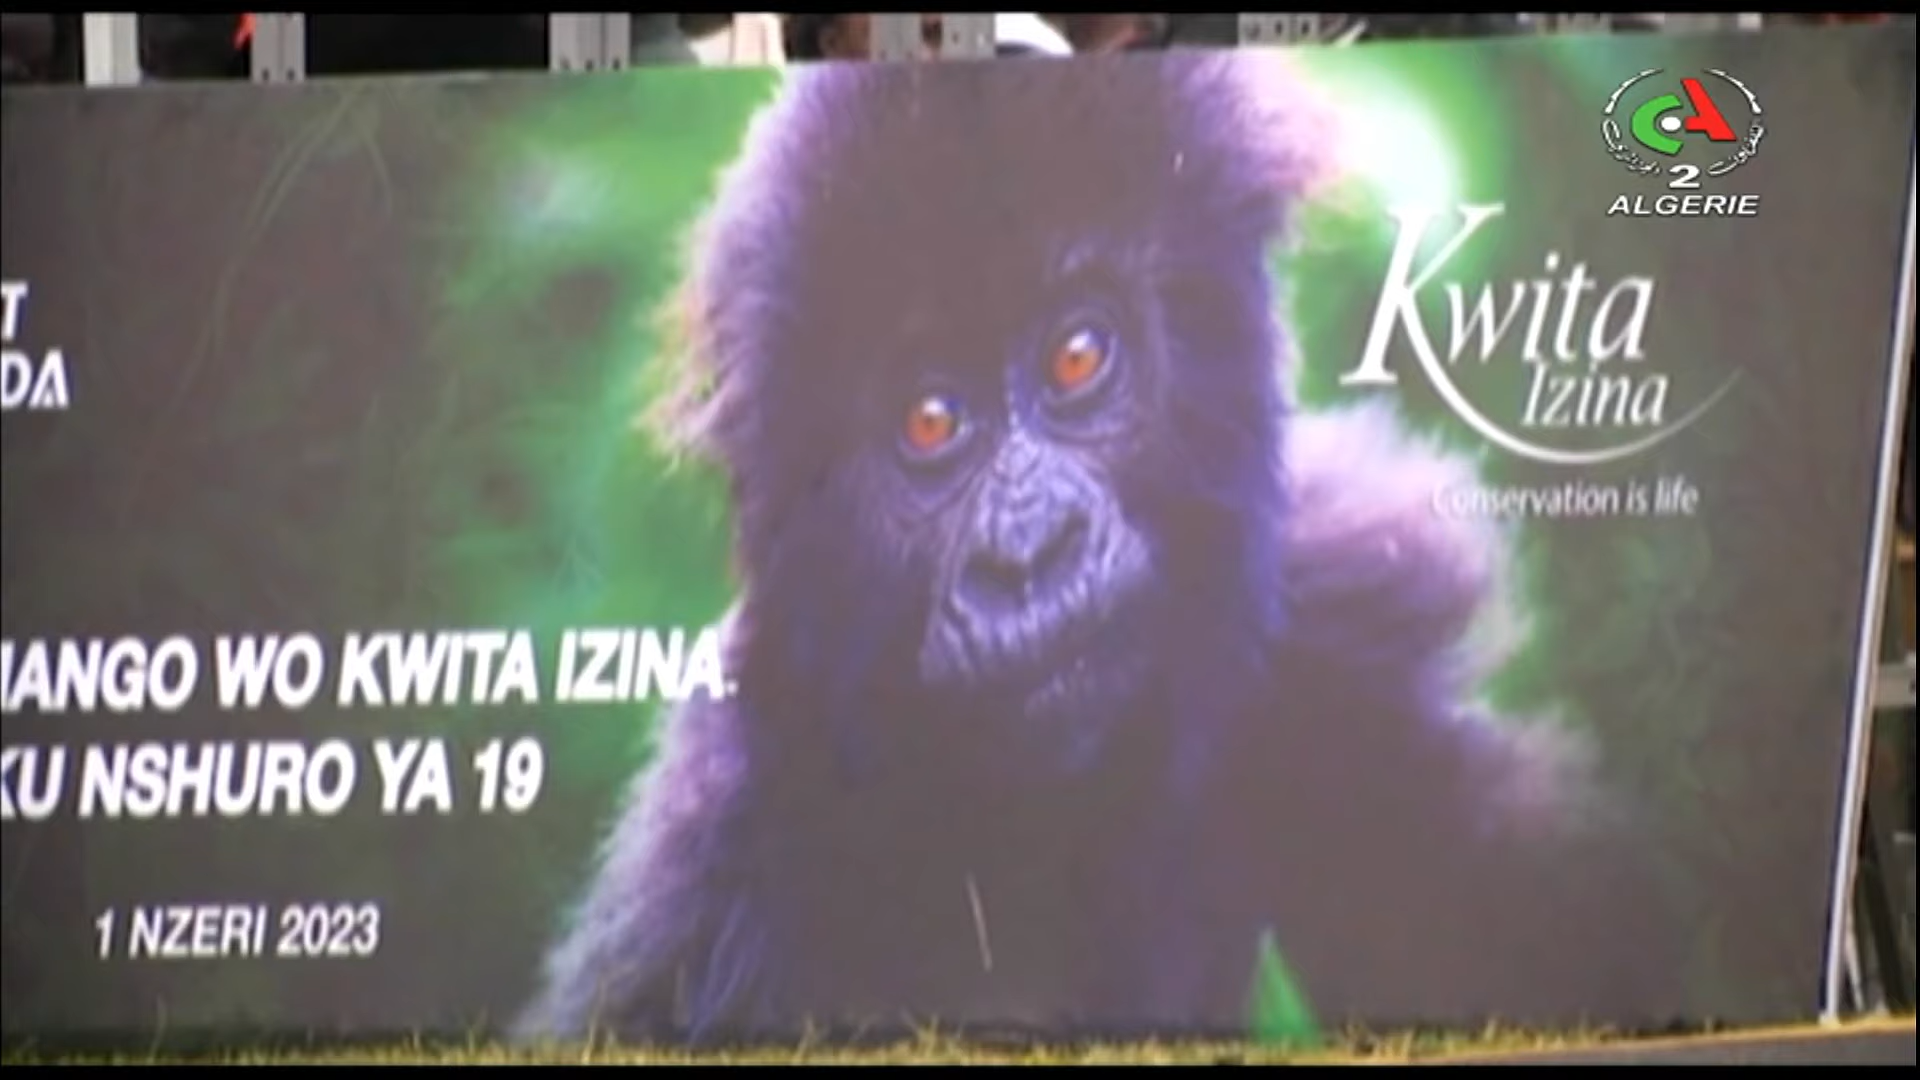 2
ALGERIE
T
DA
Kwita
Izina
Conservation is life
IANGO WO KWITA IZINA
KU NSHURO YA 19
1 NZERI 2023